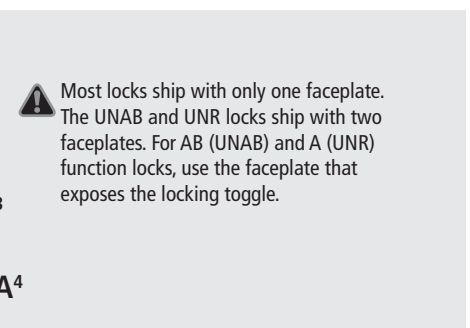 Most locks ship with only one faceplate.
The UNAB and UNR locks ship with two
faceplates. For AB (UNAB) and A (UNR)
function locks, use the faceplate that
exposes the locking toggle.
A⁴